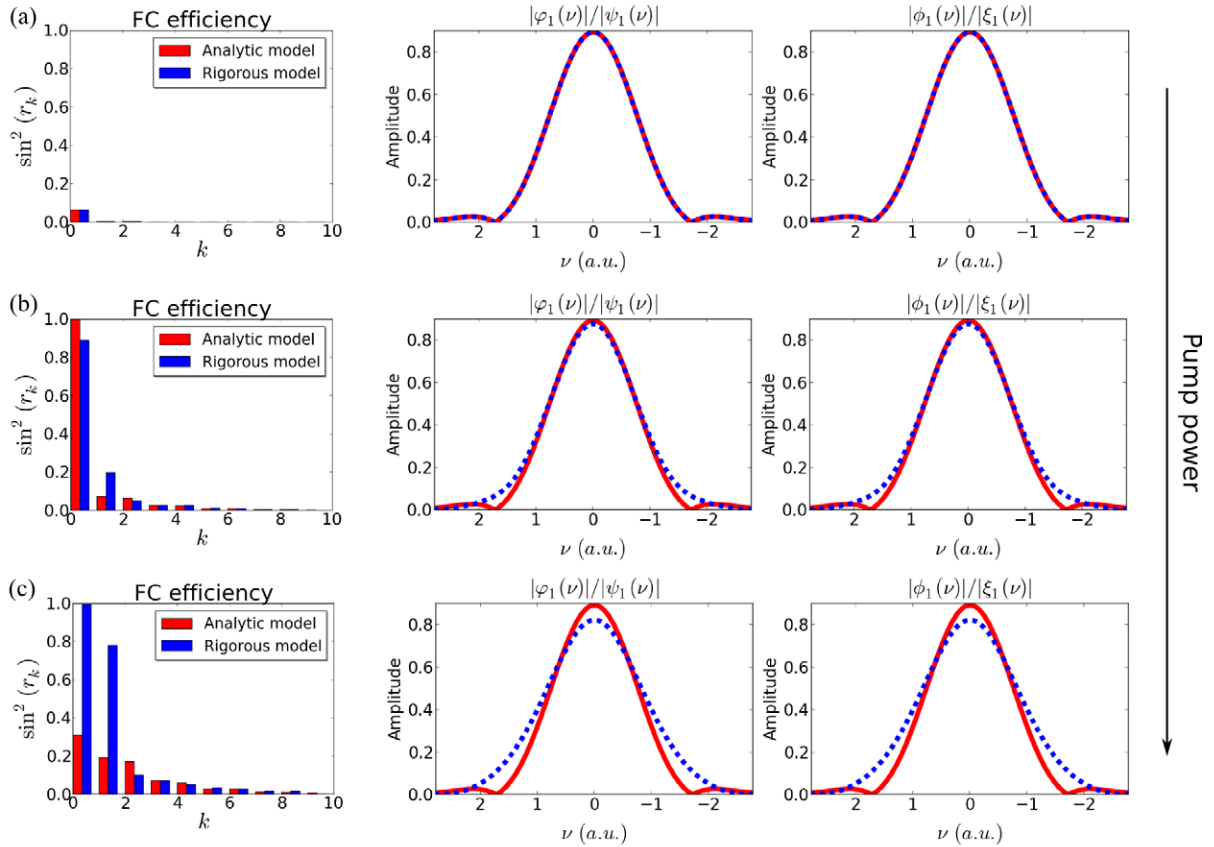 (a)
FC efficiency
Analytic model
Rigorous model
sin² (r_k)
1.0
0.8
0.6
0.4
0.2
0.0
0 2 4 6 8 10
k
|φ₁(ν)|/|ψ₁(ν)|
Amplitude
0.8
0.6
0.4
0.2
0.0
2 1 0 −1 −2
ν (a.u.)
|ϕ₁(ν)|/|ξ₁(ν)|
Amplitude
0.8
0.6
0.4
0.2
0.0
2 1 0 −1 −2
ν (a.u.)
(b)
FC efficiency
Analytic model
Rigorous model
sin² (r_k)
1.0
0.8
0.6
0.4
0.2
0.0
0 2 4 6 8 10
k
|φ₁(ν)|/|ψ₁(ν)|
Amplitude
0.8
0.6
0.4
0.2
0.0
2 1 0 −1 −2
ν (a.u.)
|ϕ₁(ν)|/|ξ₁(ν)|
Amplitude
0.8
0.6
0.4
0.2
0.0
2 1 0 −1 −2
ν (a.u.)
(c)
FC efficiency
Analytic model
Rigorous model
sin² (r_k)
1.0
0.8
0.6
0.4
0.2
0.0
0 2 4 6 8 10
k
|φ₁(ν)|/|ψ₁(ν)|
Amplitude
0.8
0.6
0.4
0.2
0.0
2 1 0 −1 −2
ν (a.u.)
|ϕ₁(ν)|/|ξ₁(ν)|
Amplitude
0.8
0.6
0.4
0.2
0.0
2 1 0 −1 −2
ν (a.u.)
Pump power